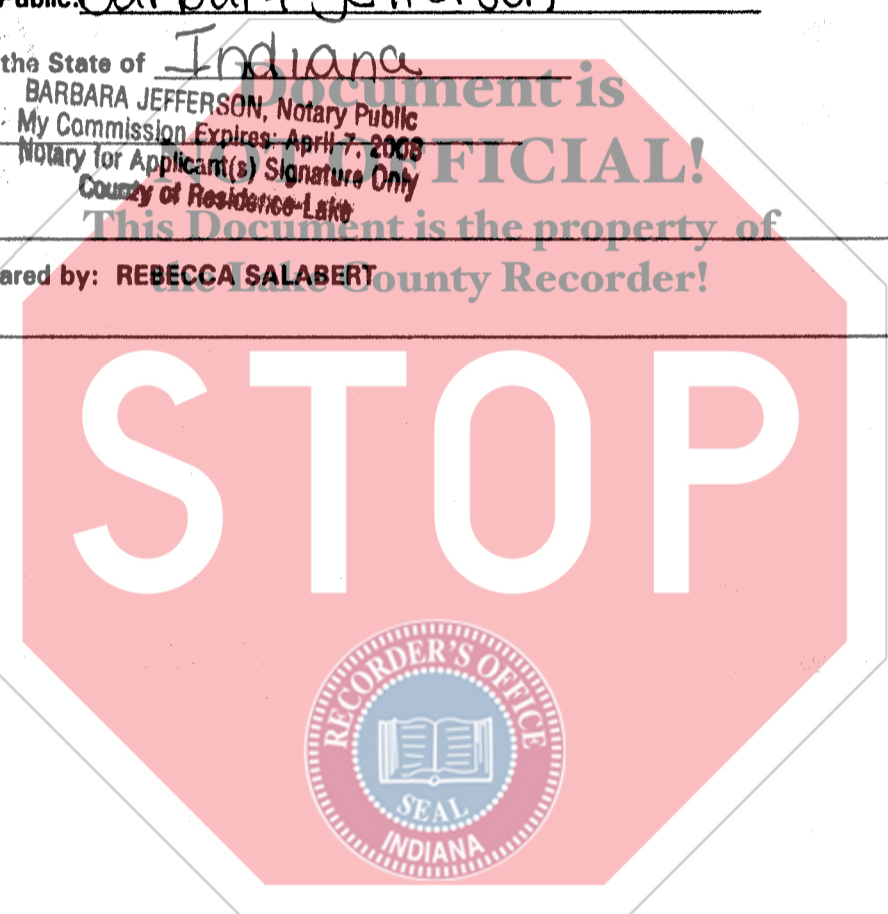 Public: Barbara Jefferson
the State of Indiana
BARBARA JEFFERSON, Notary Public
My Commission Expires: April 7, 2008
Notary for Applicant(s) Signature Only
County of Residence-Lake
Document is
NOT OFFICIAL!
This Document is the property of
the Lake County Recorder!
ared by: REBECCA SALABERT
STOP
RECORDER'S OFFICE
SEAL
INDIANA